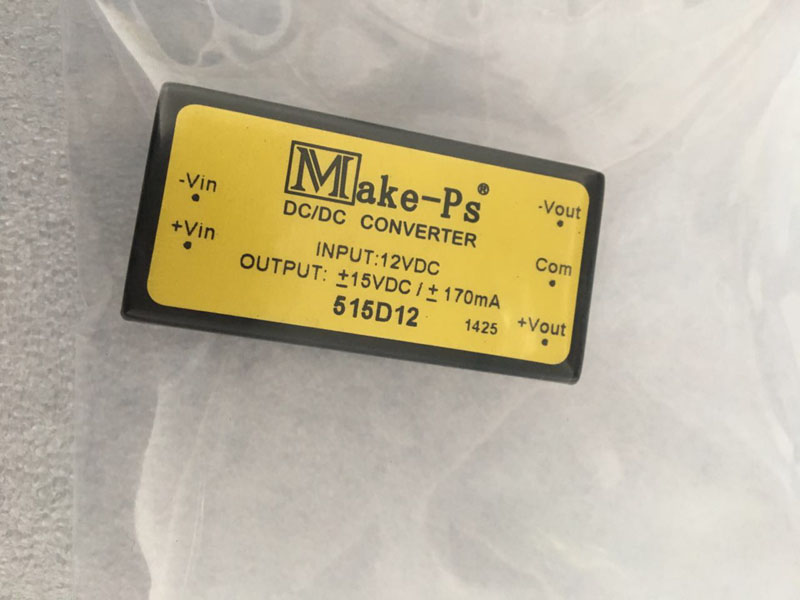 Make-Ps®
DC/DC CONVERTER
-Vin
+Vin
INPUT:12VDC
OUTPUT: ±15VDC / ± 170mA
515D12
1425
-Vout
Com
+Vout